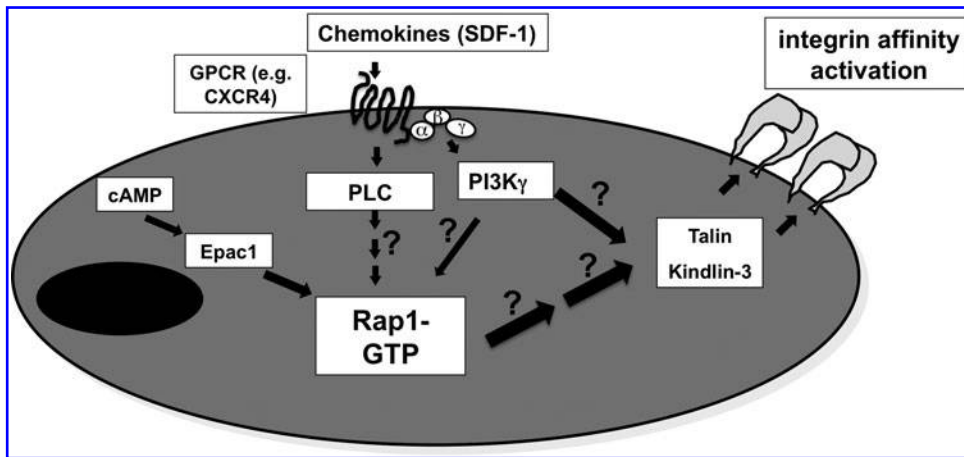 Chemokines (SDF-1)
integrin affinity
activation
GPCR (e.g.
CXCR4)
β
α
γ
cAMP
PLC
PI3Kγ
?
Epac1
?
?
Talin
Kindlin-3
?
?
Rap1-
GTP